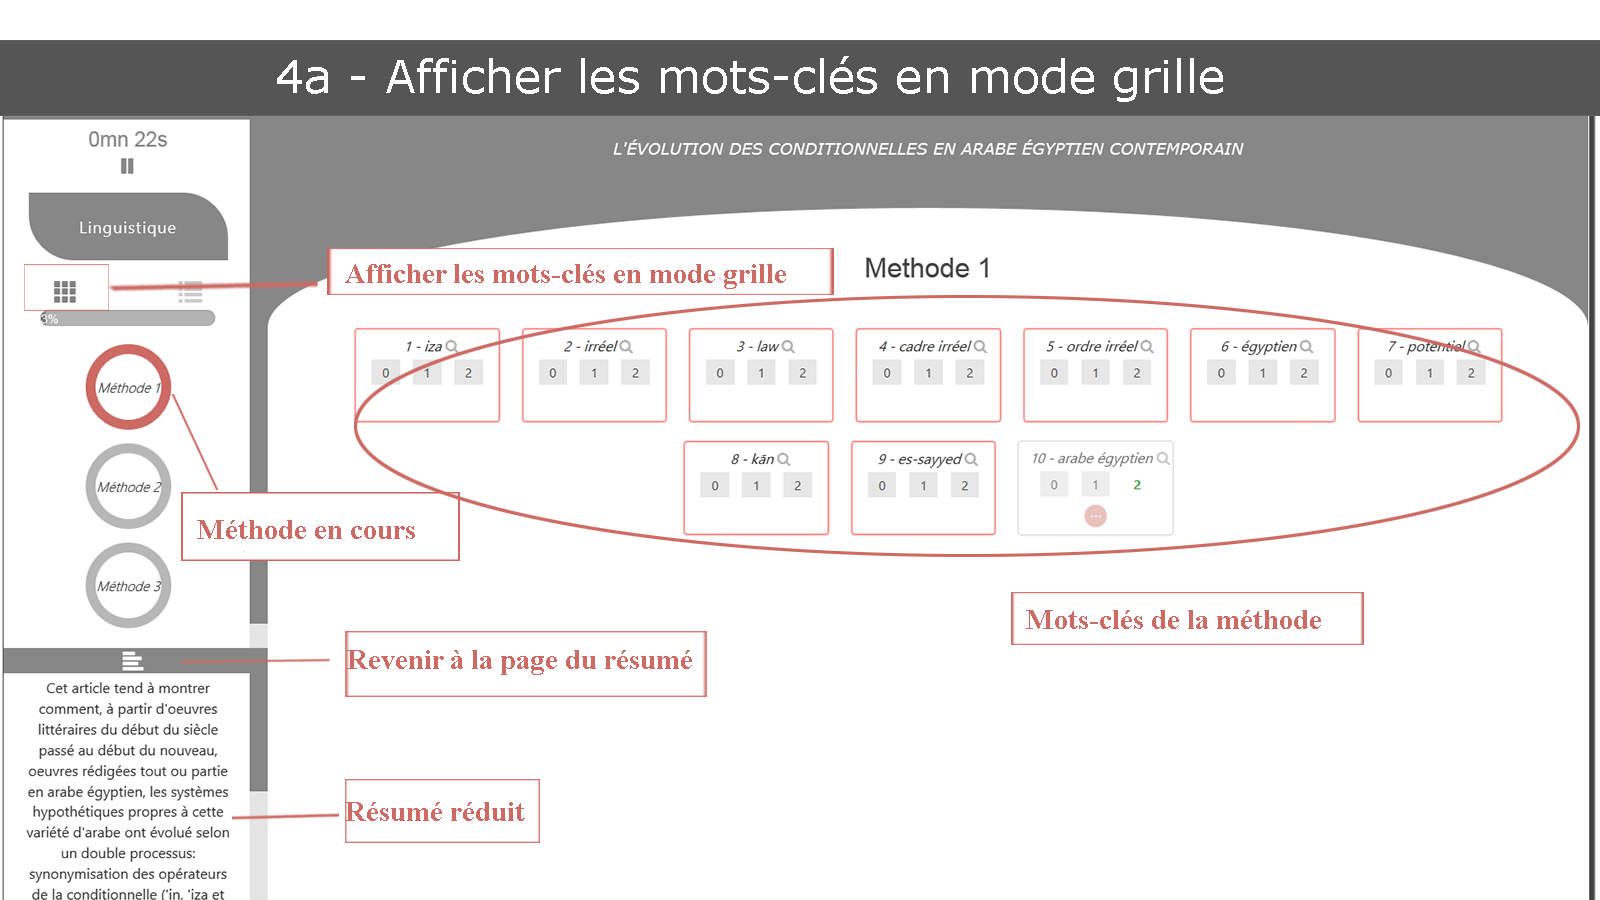 4a - Afficher les mots-clés en mode grille
0mn 22s
L'ÉVOLUTION DES CONDITIONNELLES EN ARABE ÉGYPTIEN CONTEMPORAIN
Linguistique
Afficher les mots-clés en mode grille
Methode 1
3%
1 - iza
0 1 2
2 - irréel
0 1 2
3 - law
0 1 2
4 - cadre irréel
0 1 2
5 - ordre irréel
0 1 2
6 - égyptien
0 1 2
7 - potentiel
0 1 2
8 - kān
0 1 2
9 - es-sayyed
0 1 2
10 - arabe égyptien
0 1 2
Méthode 1
Méthode 2
Méthode 3
Méthode en cours
Mots-clés de la méthode
Revenir à la page du résumé
Cet article tend à montrer
comment, à partir d'oeuvres
littéraires du début du siècle
passé au début du nouveau,
oeuvres rédigées tout ou partie
en arabe égyptien, les systèmes
hypothétiques propres à cette
variété d'arabe ont évolué selon
un double processus:
synonymisation des opérateurs
de la conditionnelle ('in, 'iza et
Résumé réduit